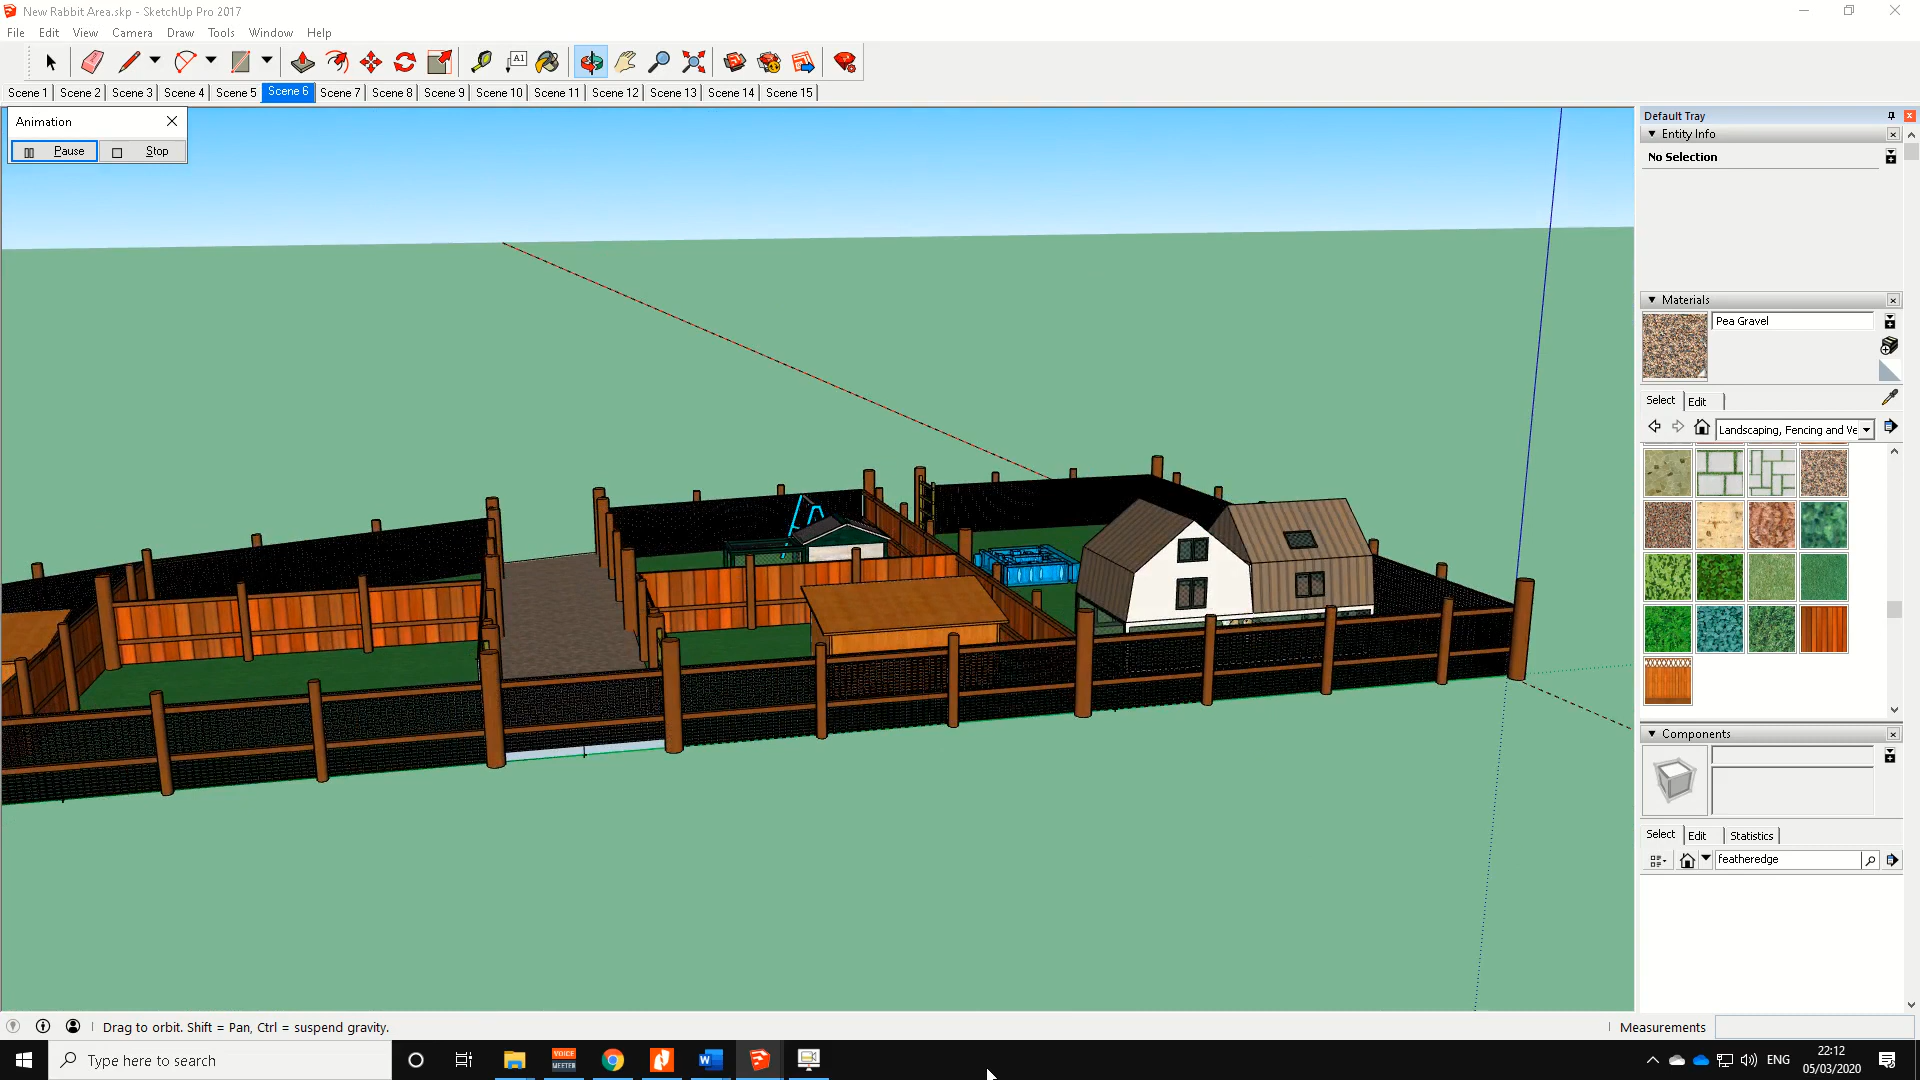 New Rabbit Area.skp - SketchUp Pro 2017
File Edit View Camera Draw Tools Window Help
A1
Scene 1 Scene 2 Scene 3 Scene 4 Scene 5 Scene 6 Scene 7 Scene 8 Scene 9 Scene 10 Scene 11 Scene 12 Scene 13 Scene 14 Scene 15
Animation
Pause Stop
Default Tray
Entity Info
No Selection
Materials
Pea Gravel
Select Edit
Landscaping, Fencing and Ve
Components
Select Edit Statistics
featheredge
Drag to orbit. Shift = Pan, Ctrl = suspend gravity.
Measurements
Type here to search
VOICE
MEETER
ENG
22:12
05/03/2020